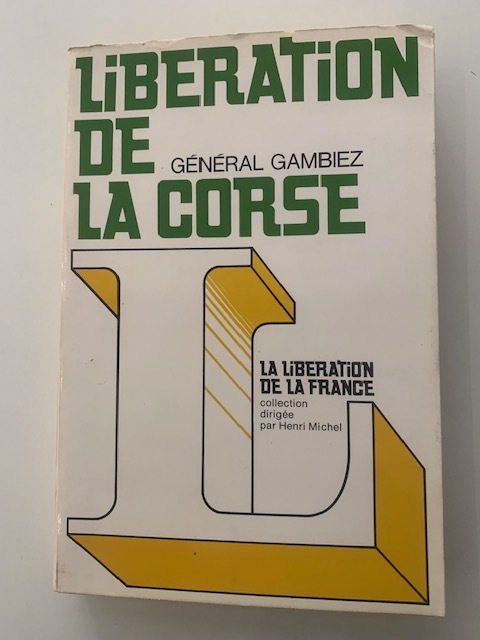 LiBERATiON
DE
GÉNÉRAL GAMBIEZ
LA CORSE
L
LA LiBERATiON
DE LA FRANCE
collection
dirigée
par Henri Michel